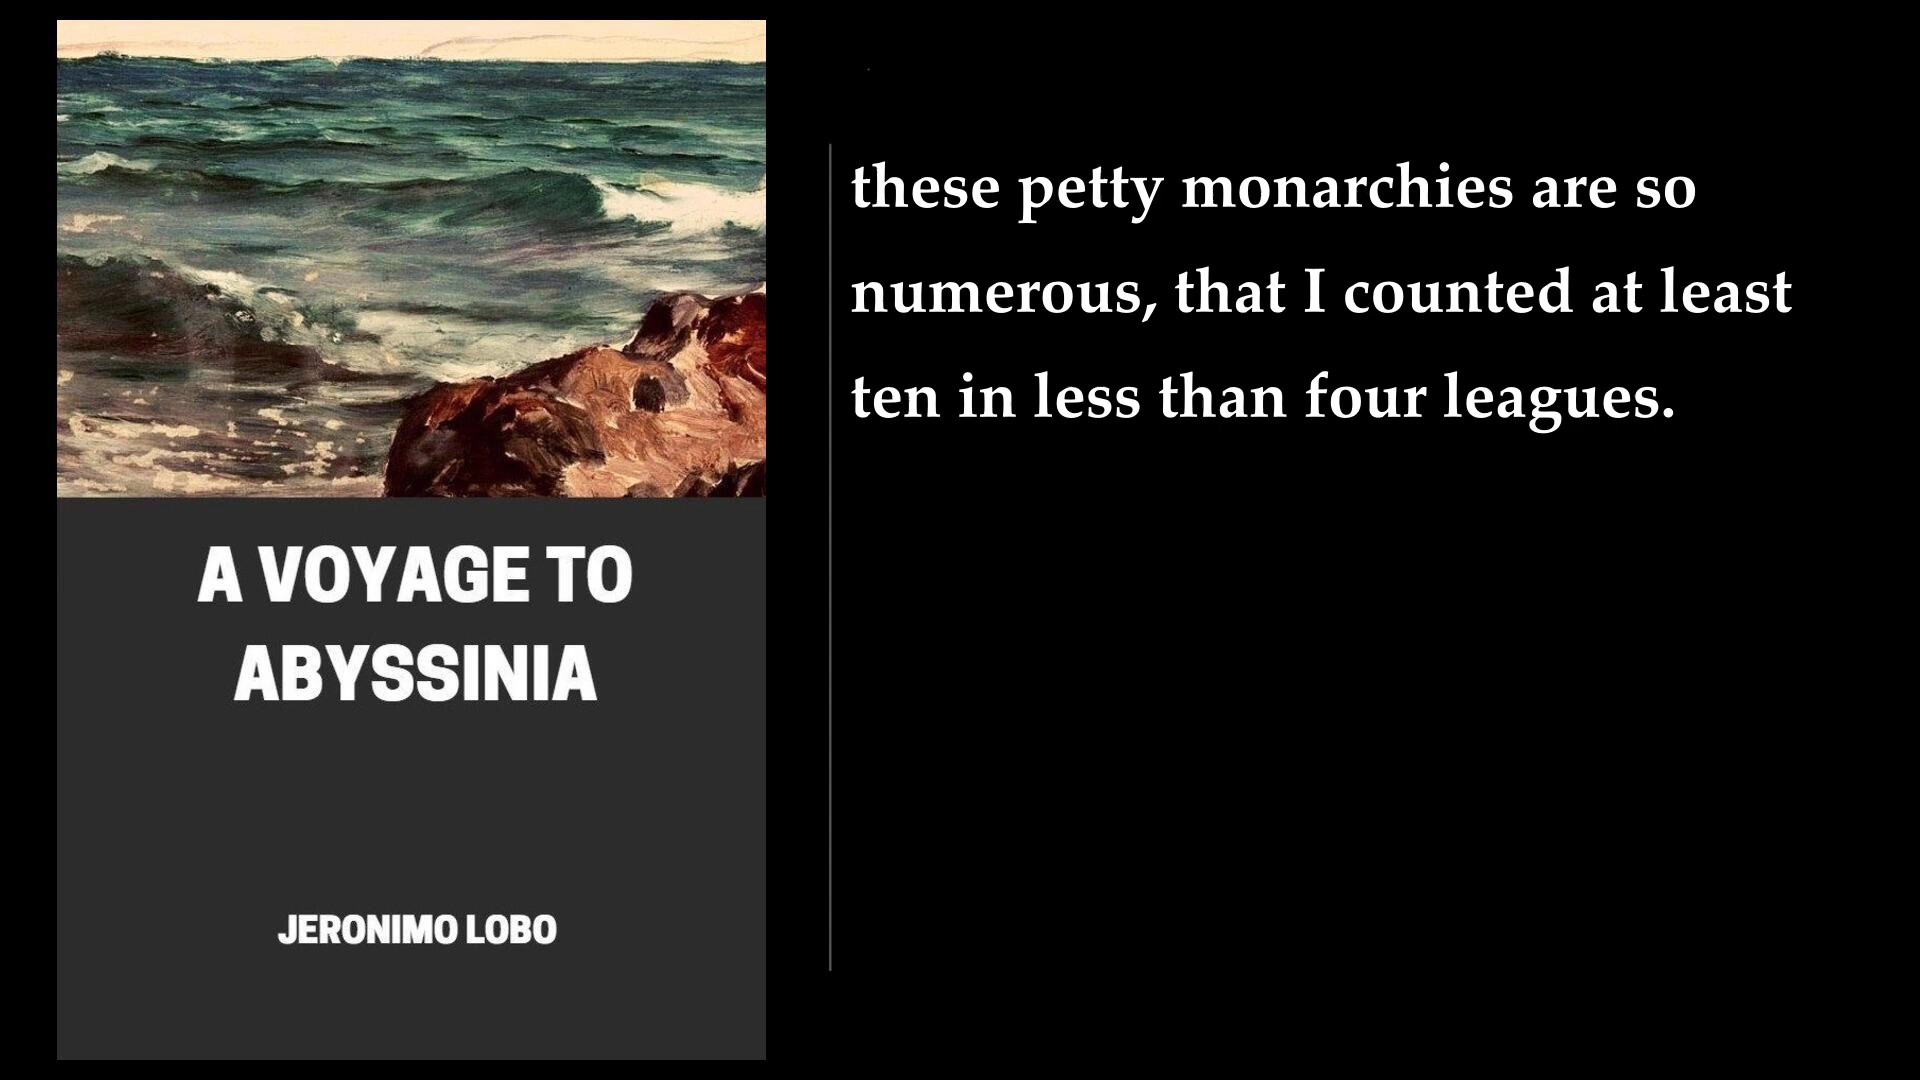 A VOYAGE TO
ABYSSINIA
JERONIMO LOBO
these petty monarchies are so
numerous, that I counted at least
ten in less than four leagues.